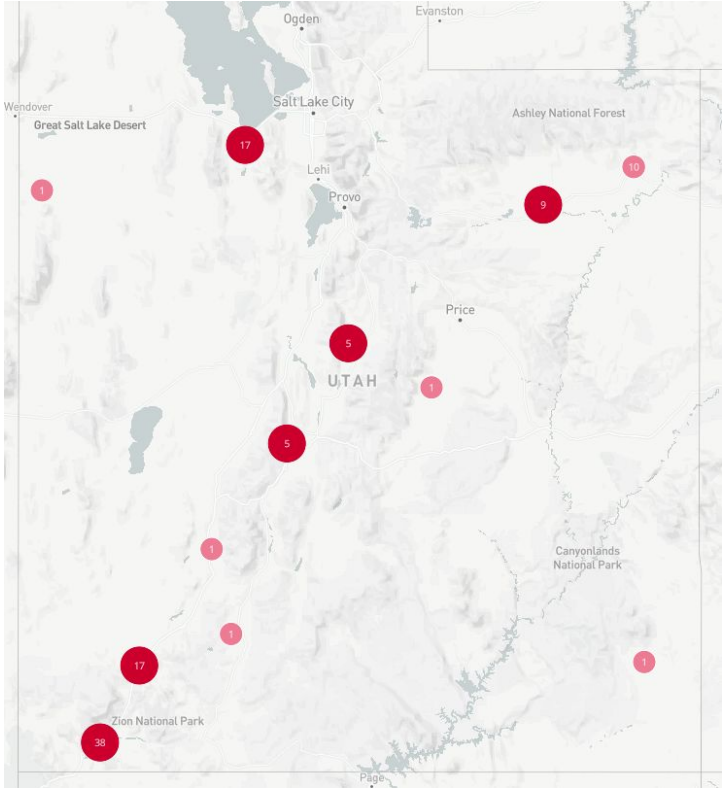 Evanston
Ogden
Wendover
Salt Lake City
Ashley National Forest
Great Salt Lake Desert
17
10
Lehi
1
Provo
9
Price
5
UTAH
1
5
1
Canyonlands
National Park
1
17
1
Zion National Park
38
Page